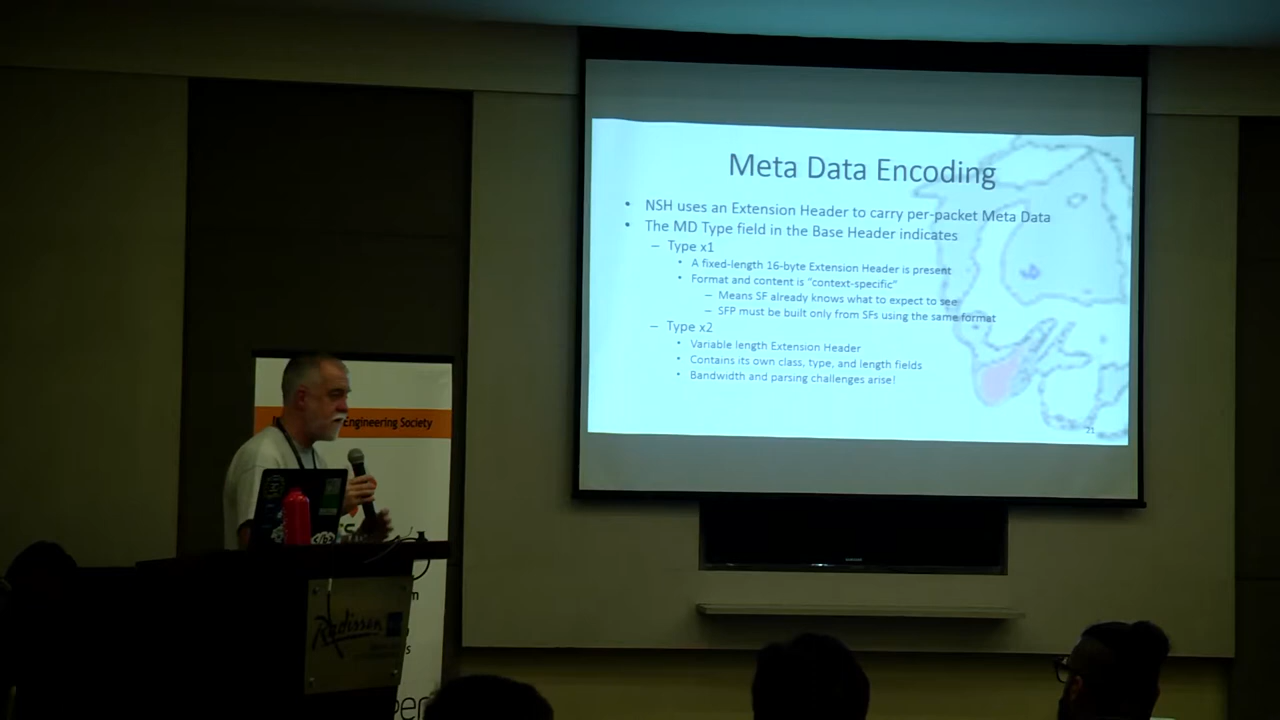 Meta Data Encoding
• NSH uses an Extension Header to carry per-packet Meta Data
• The MD Type field in the Base Header indicates
– Type x1
• A fixed-length 16-byte Extension Header is present
• Format and content is “context-specific”
– Means SF already knows what to expect to see
– SFP must be built only from SFs using the same format
– Type x2
• Variable length Extension Header
• Contains its own class, type, and length fields
• Bandwidth and parsing challenges arise!
21
Engineering Society
Radisson